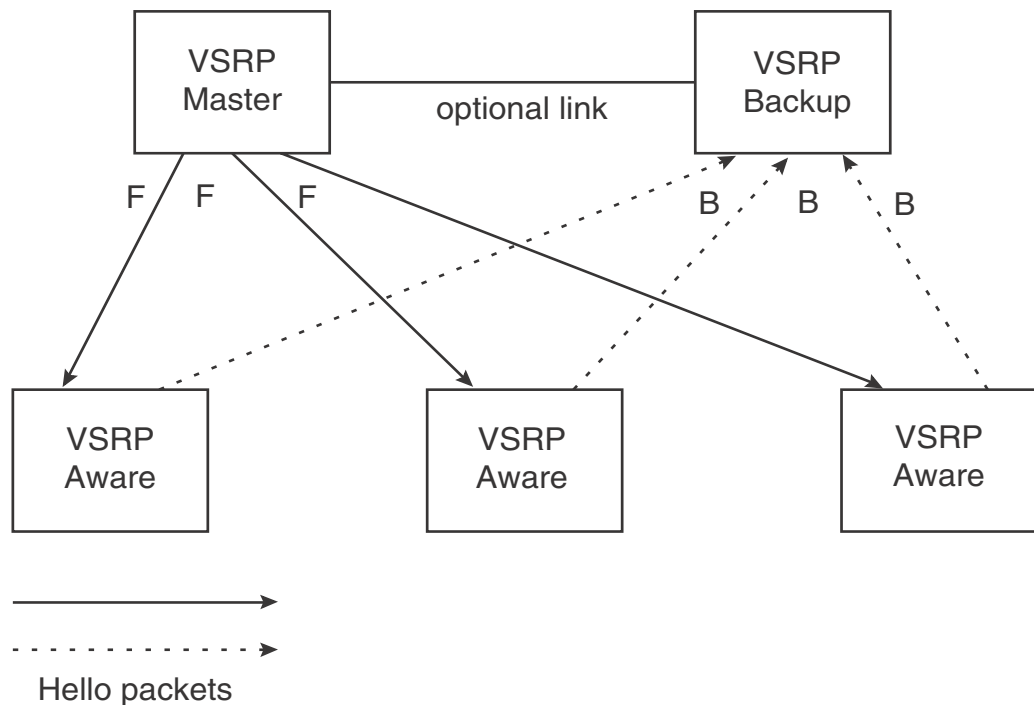 VSRP
Master
VSRP
Backup
optional link
F
F
F
B
B
B
VSRP
Aware
VSRP
Aware
VSRP
Aware
Hello packets